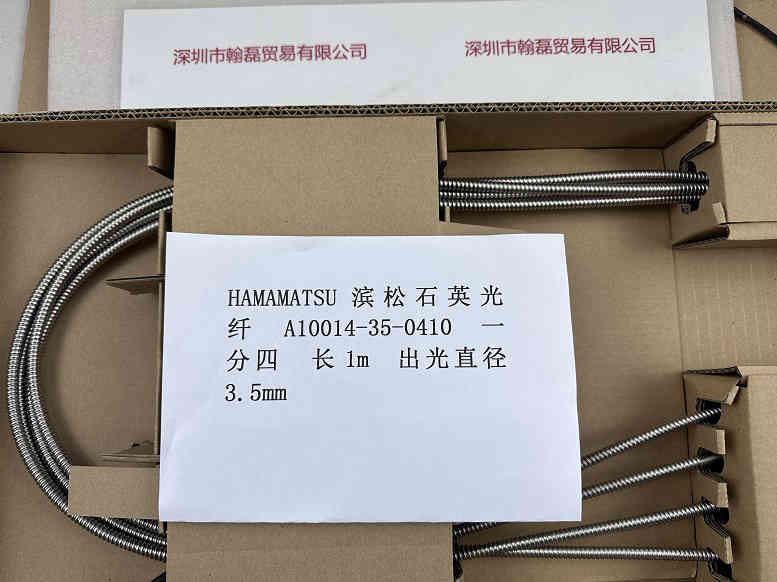 深圳市翰磊贸易有限公司 深圳市翰磊贸易有限公司
HAMAMATSU 滨松石英光
纤 A10014-35-0410 一
分四 长1m 出光直径
3.5mm